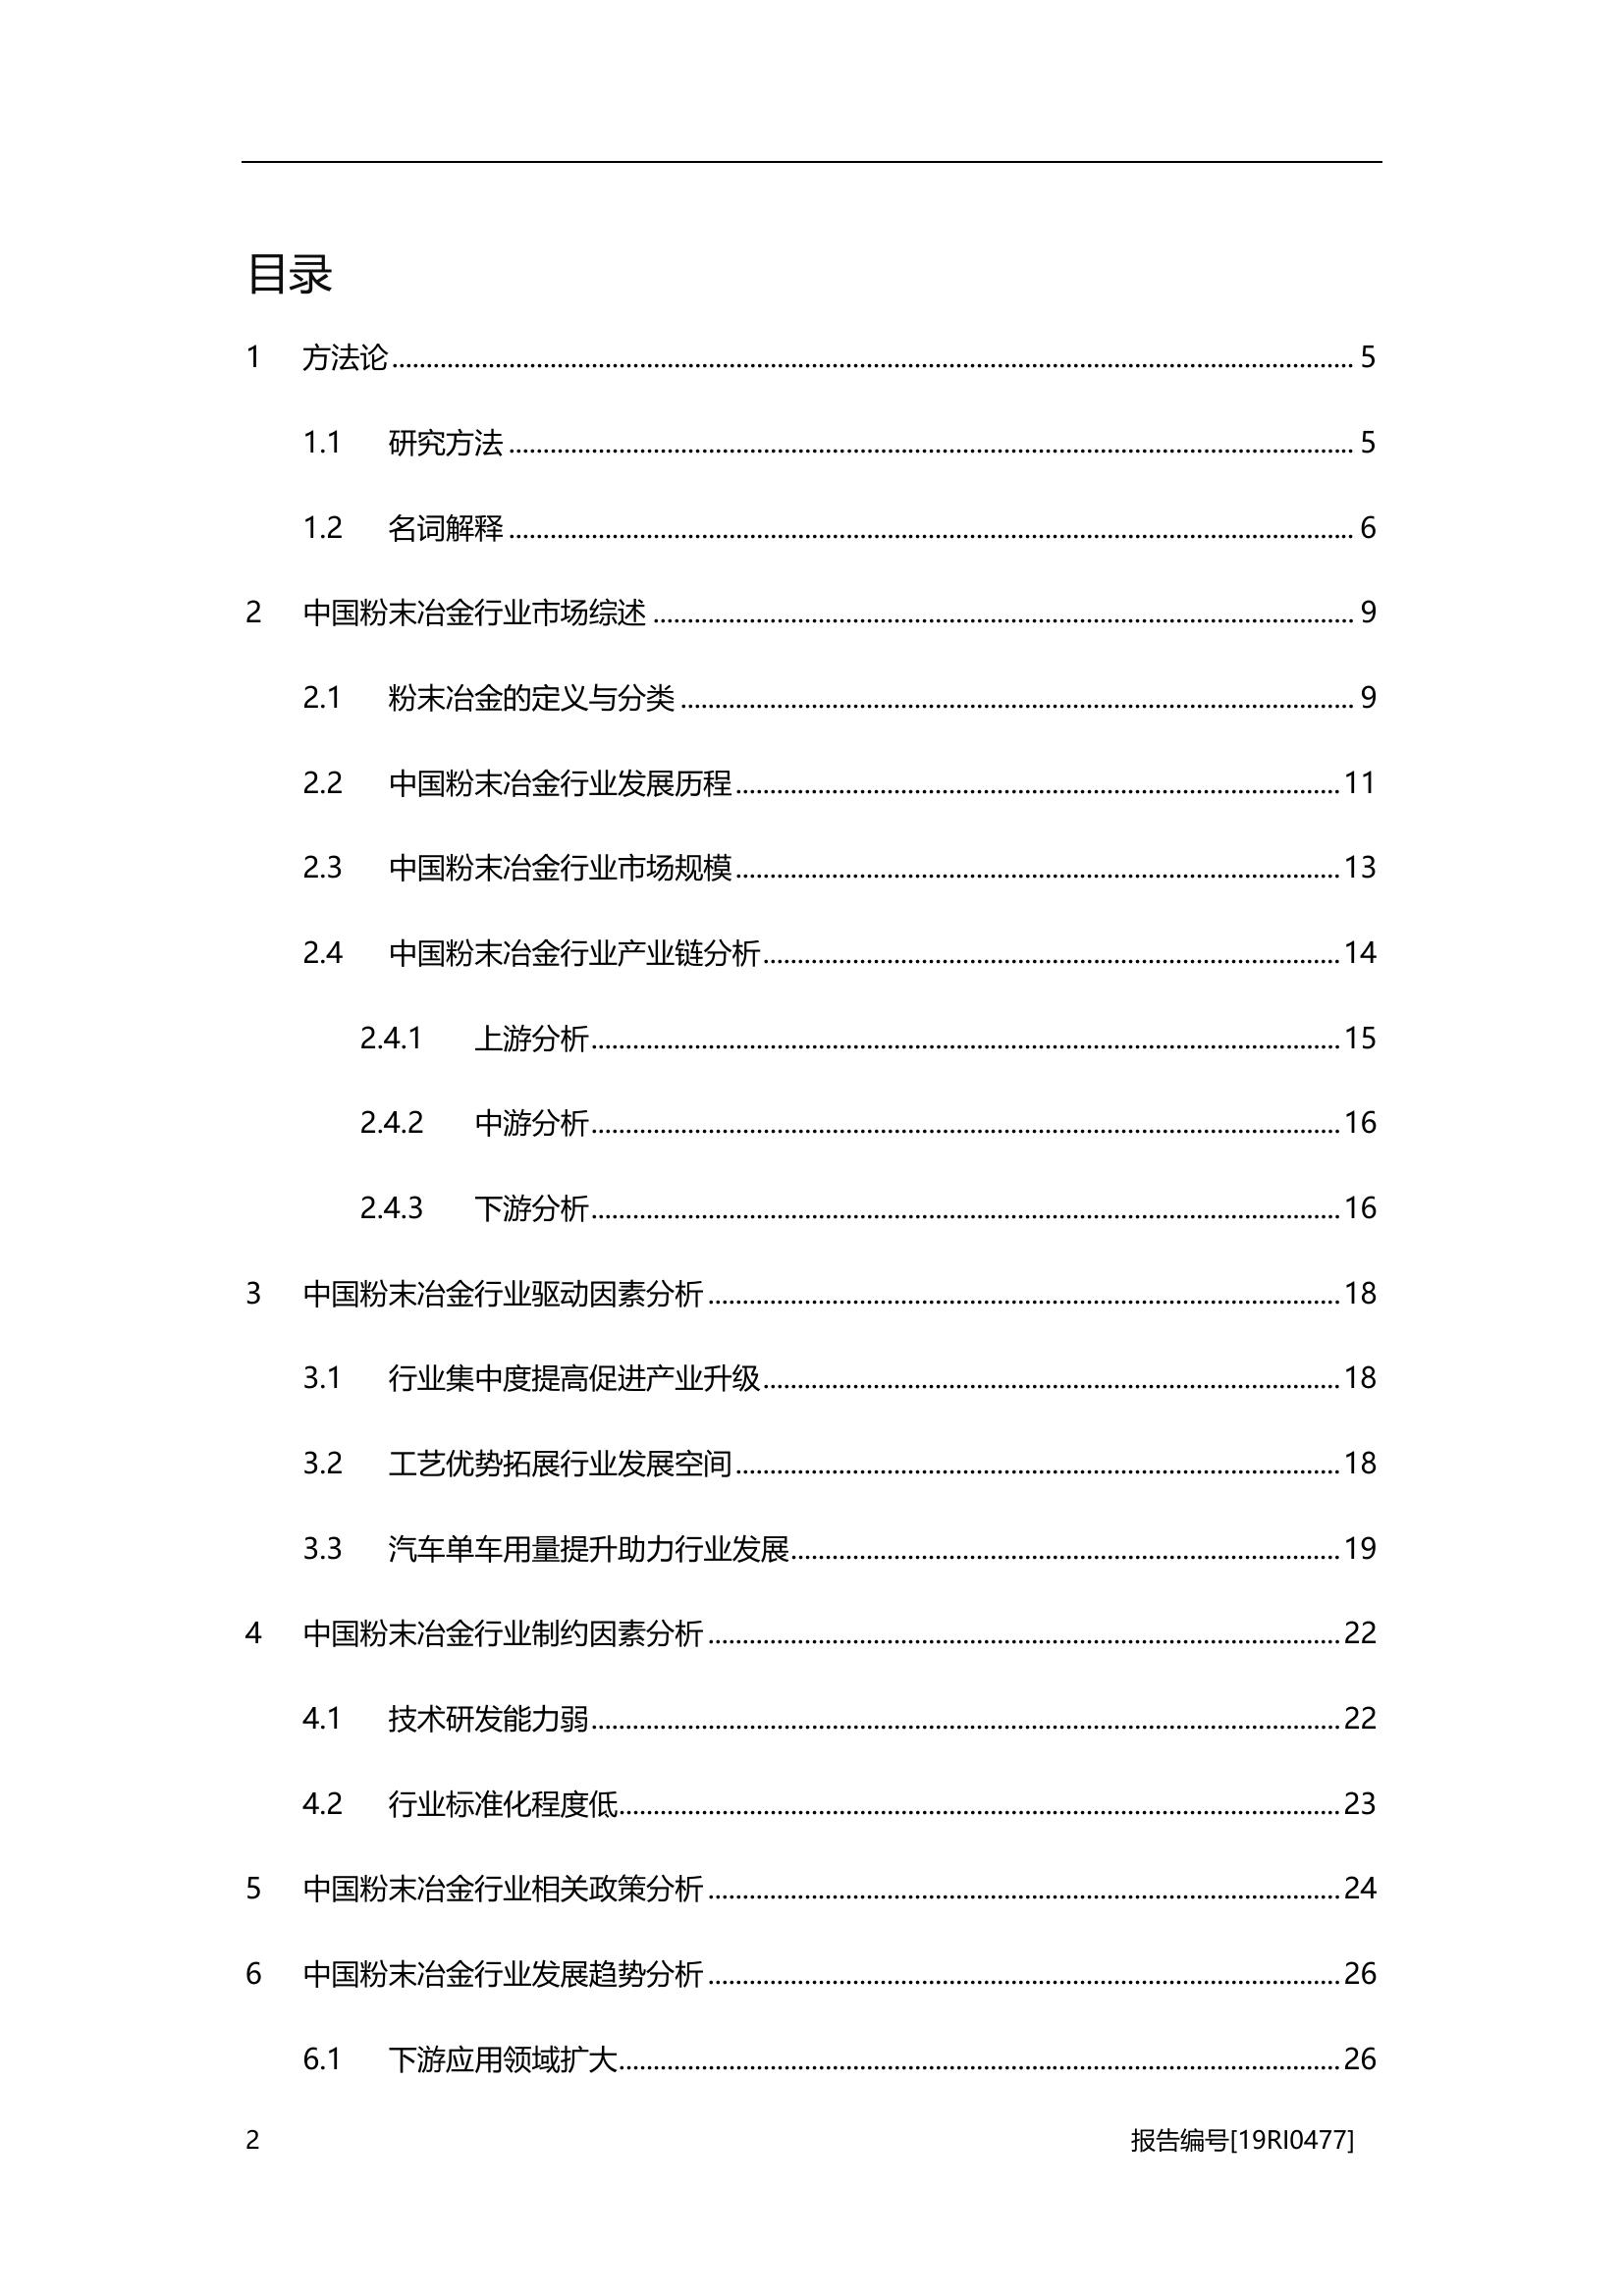 目录
1 方法论 5
1.1 研究方法 5
1.2 名词解释 6
2 中国粉末冶金行业市场综述 9
2.1 粉末冶金的定义与分类 9
2.2 中国粉末冶金行业发展历程 11
2.3 中国粉末冶金行业市场规模 13
2.4 中国粉末冶金行业产业链分析 14
2.4.1 上游分析 15
2.4.2 中游分析 16
2.4.3 下游分析 16
3 中国粉末冶金行业驱动因素分析 18
3.1 行业集中度提高促进产业升级 18
3.2 工艺优势拓展行业发展空间 18
3.3 汽车单车用量提升助力行业发展 19
4 中国粉末冶金行业制约因素分析 22
4.1 技术研发能力弱 22
4.2 行业标准化程度低 23
5 中国粉末冶金行业相关政策分析 24
6 中国粉末冶金行业发展趋势分析 26
6.1 下游应用领域扩大 26
2 报告编号[19RI0477]